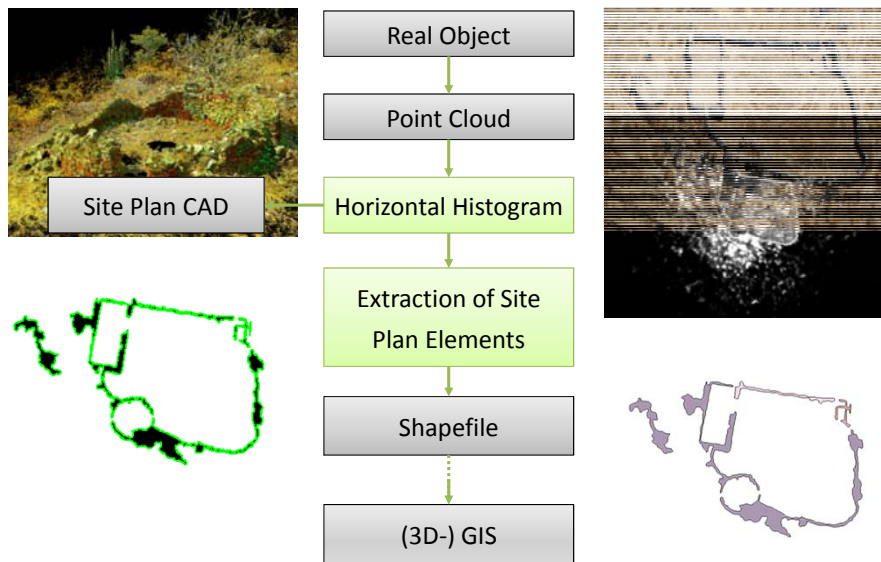 Real Object
Point Cloud
Site Plan CAD
Horizontal Histogram
Extraction of Site
Plan Elements
Shapefile
(3D-) GIS